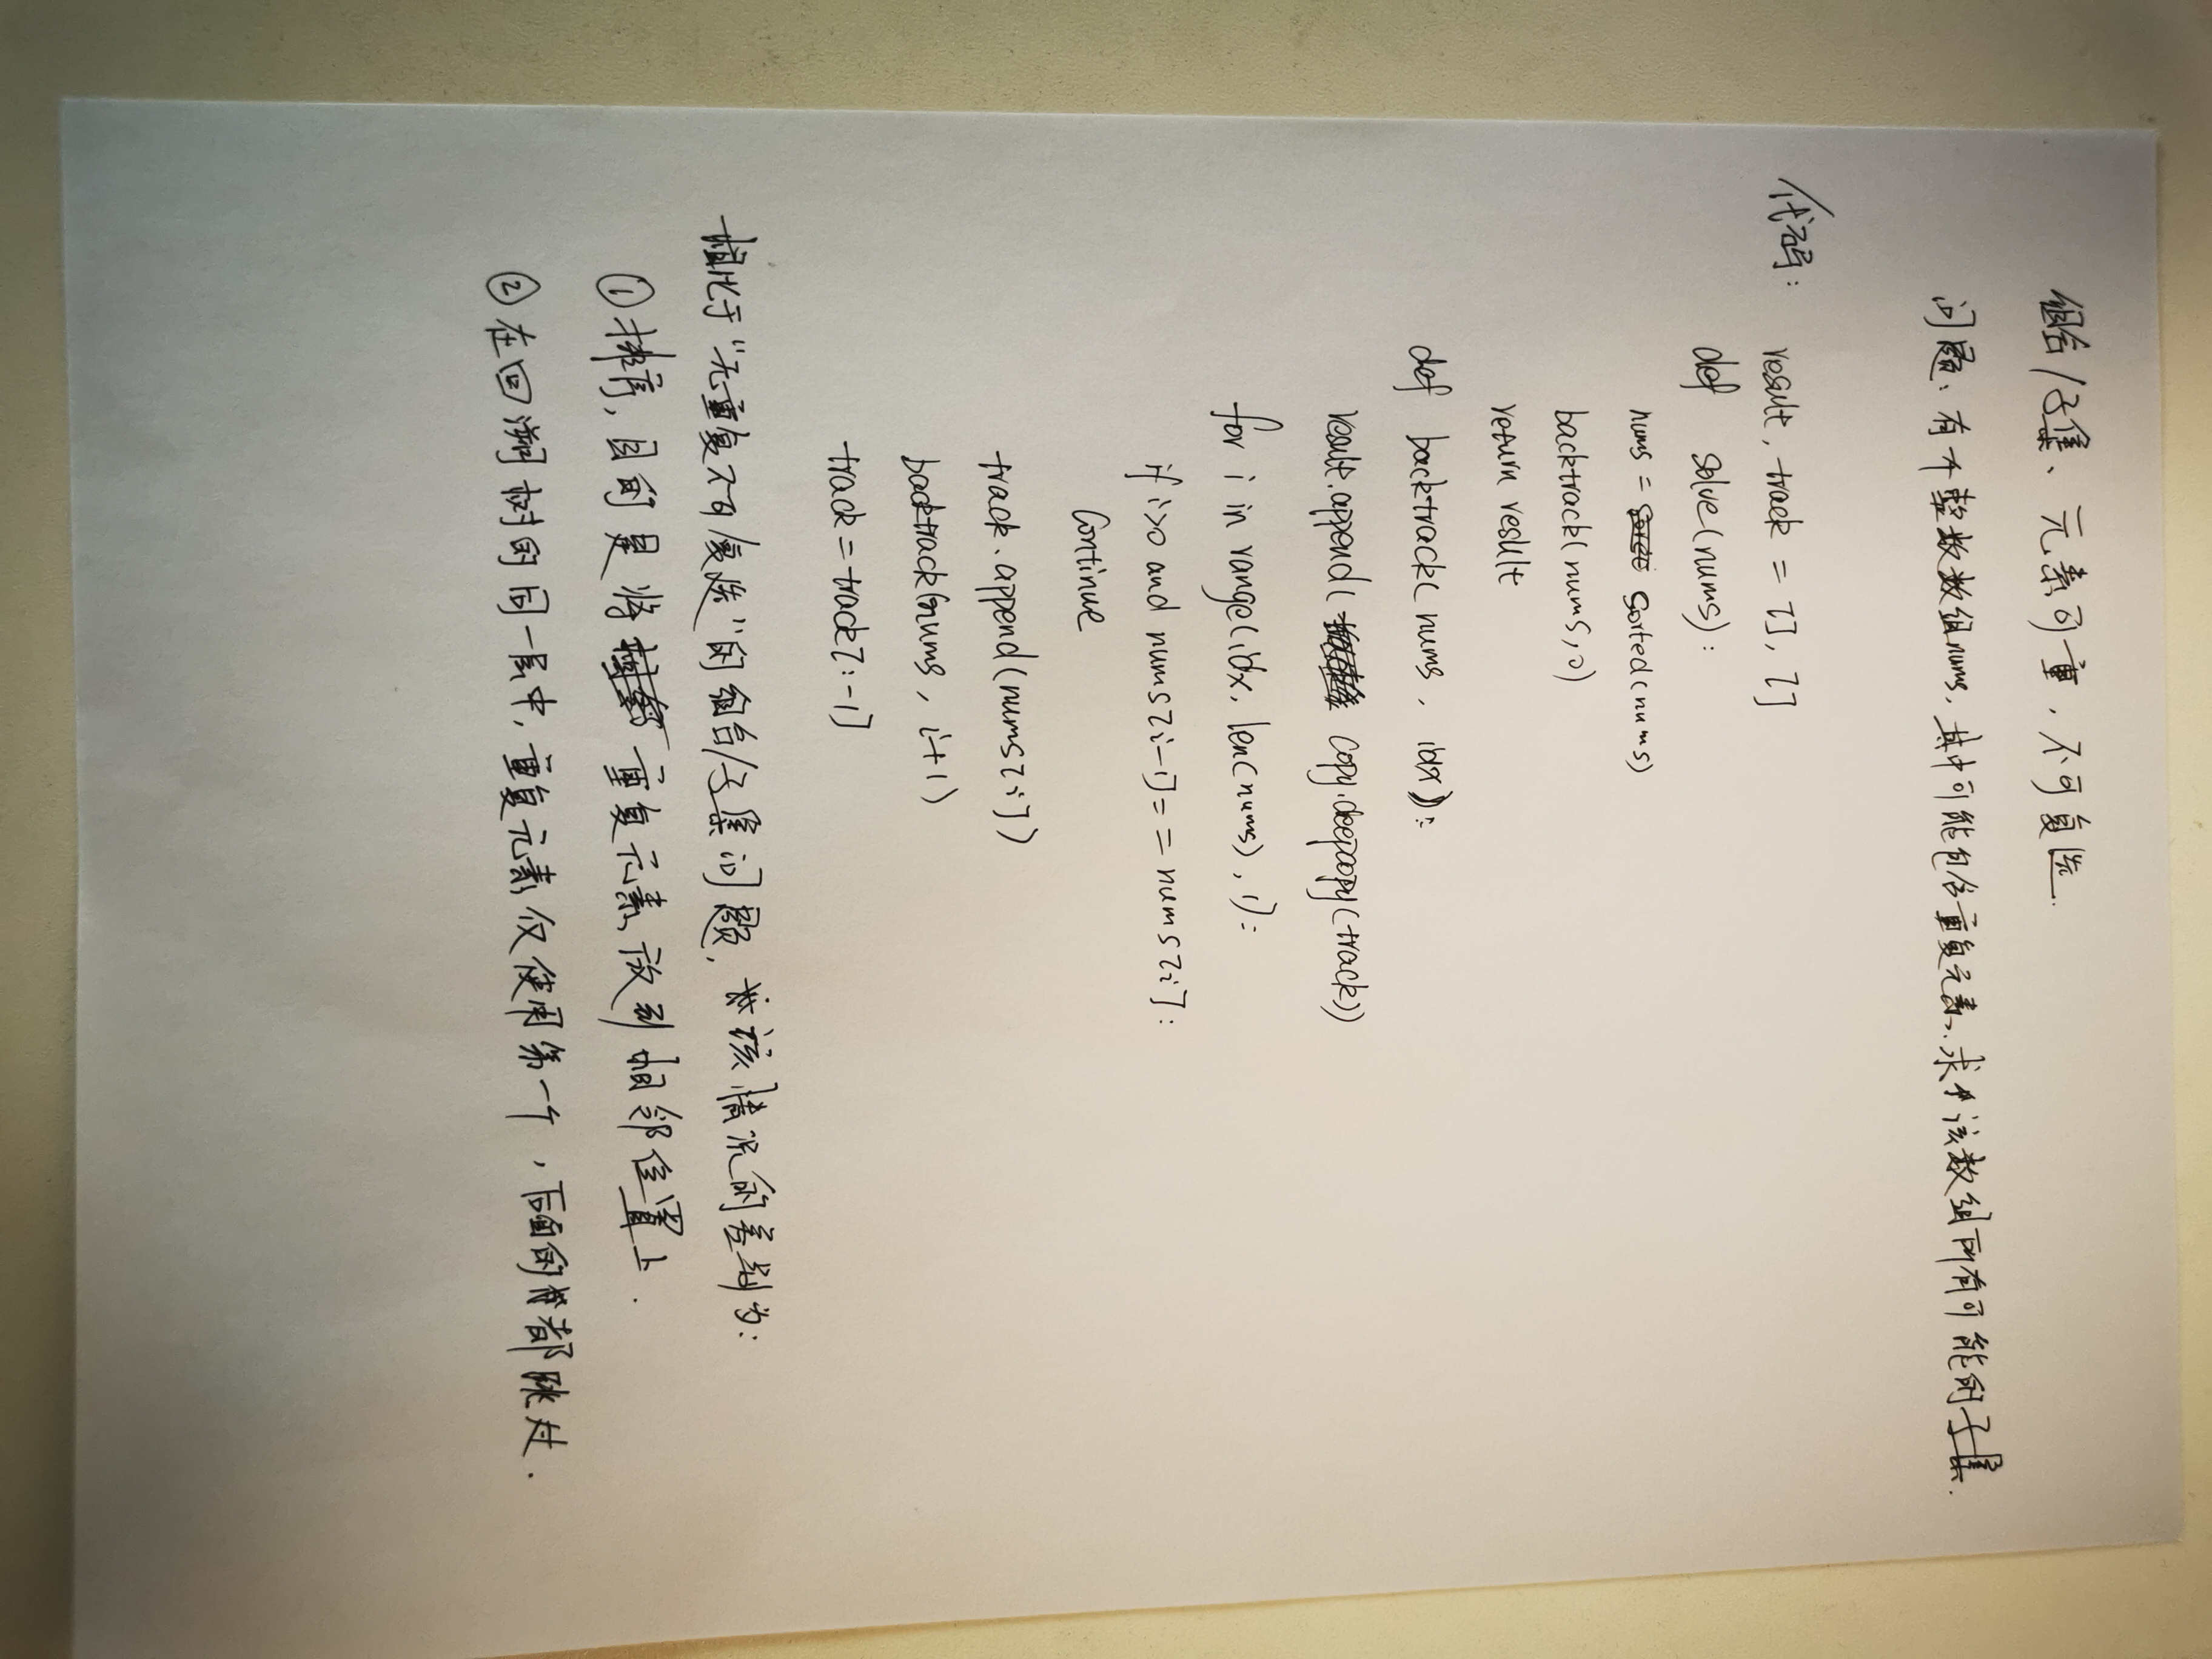 组合/子集、元素可重，不可复选.
问题：有个整数数组nums，其中可能包含重复元素.求该数组所有可能的子集.
代码： result, track = [], []
def solve(nums):
nums = sorted(nums)
backtrack(nums,0)
return result
def backtrack(nums, idx):
result.append( copy.deepcopy(track))
for i in range(idx, len(nums), 1):
if i>0 and nums[i-1]==nums[i]:
Continue
track.append(nums[i])
backtrack(nums, i+1)
track=track[:-1]
相比于“无重复不可复选”的组合/子集问题，该情况的差别为：
①排序，目的是将重复元素放到相邻位置上.
②在回溯树的同一层中，重复元素仅使用第一个，后面的都跳过.